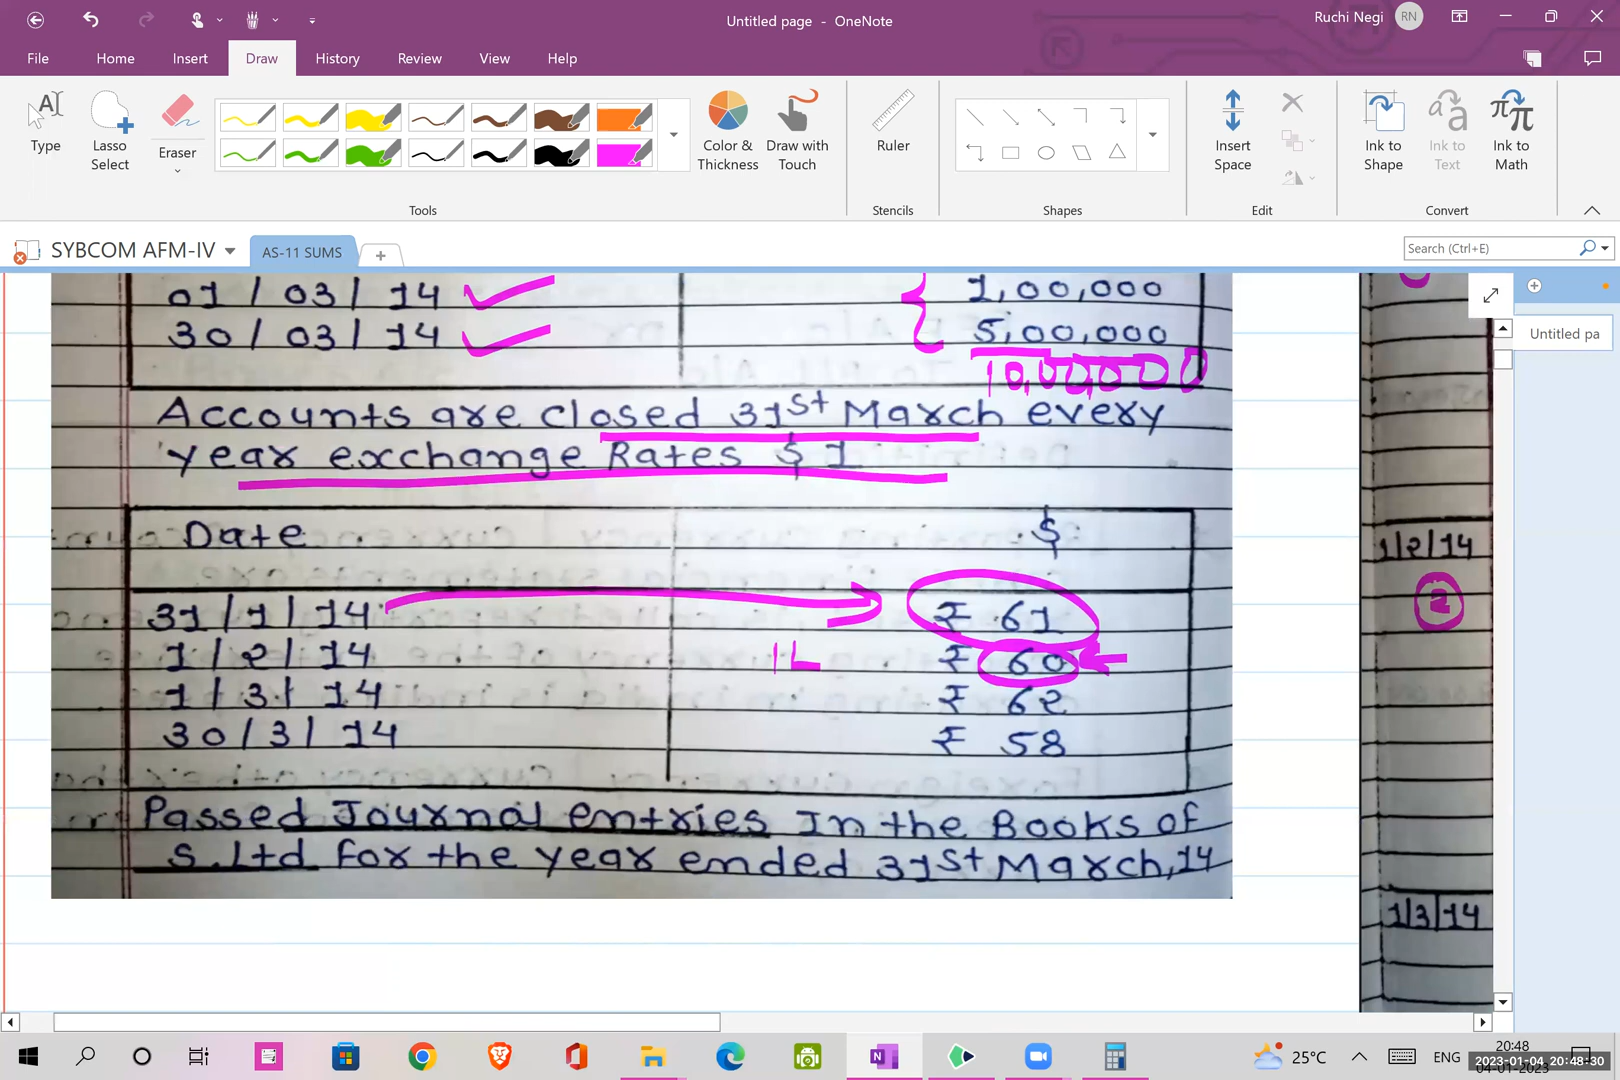 Untitled page - OneNote
Ruchi Negi
RN
File
Home
Insert
Draw
History
Review
View
Help
Type
Lasso Select
Eraser
Color & Thickness
Draw with Touch
Ruler
Insert Space
Ink to Shape
Ink to Text
Ink to Math
Tools
Stencils
Shapes
Edit
Convert
SYBCOM AFM-IV
AS-11 SUMS
Search (Ctrl+E)
Untitled pa
01 / 03 / 14 1,00,000
30 / 03 / 14 5,00,000
10,00,000
Accounts are closed 31st March every
year exchange Rates $ 1
Date $
31 / 1 / 14 ₹ 61
1 / 2 / 14 1L ₹ 60
1 / 3 / 14 ₹ 62
30 / 3 / 14 ₹ 58
Passed Journal entries In the Books of
S.Ltd for the year ended 31st March, 14
1/2/14
2
1/3/14
25°C
ENG
20:48
04-01-2023
2023-01-04, 20:48:30